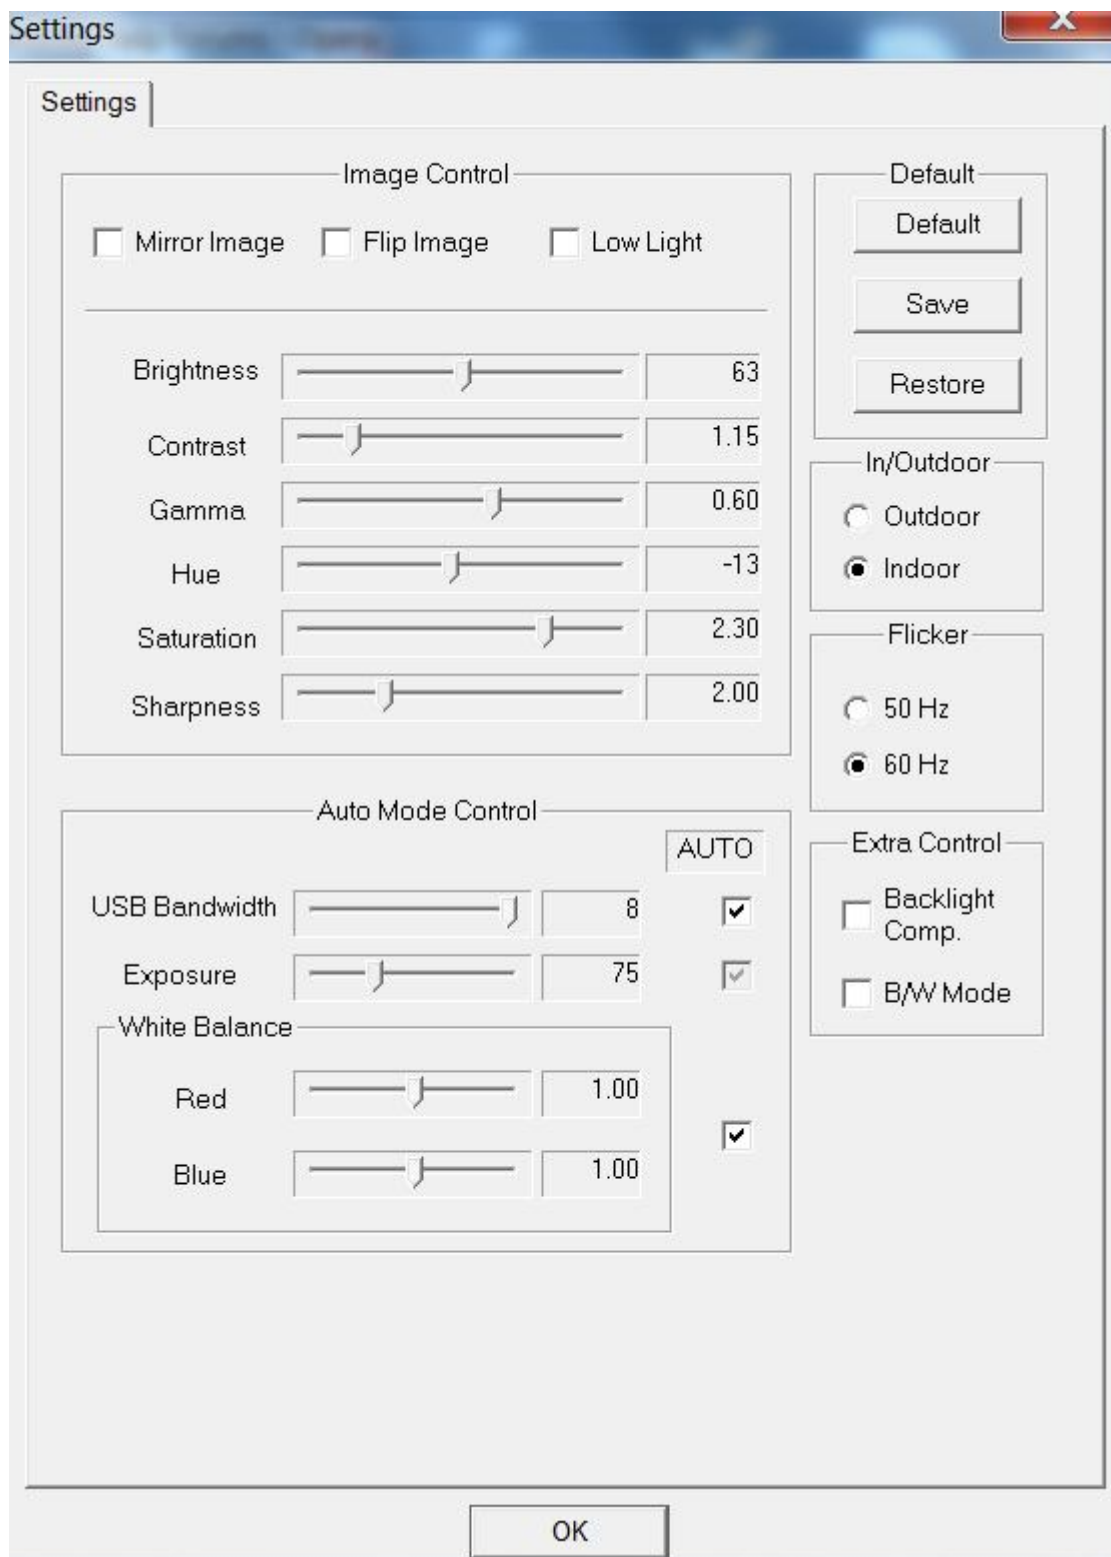 Settings
Settings
Image Control
Mirror Image Flip Image Low Light
Brightness 63
Contrast 1.15
Gamma 0.60
Hue -13
Saturation 2.30
Sharpness 2.00
Default
Default
Save
Restore
In/Outdoor
Outdoor
Indoor
Flicker
50 Hz
60 Hz
Auto Mode Control
AUTO
USB Bandwidth 8
Exposure 75
White Balance
Red 1.00
Blue 1.00
Extra Control
Backlight
Comp.
B/W Mode
OK